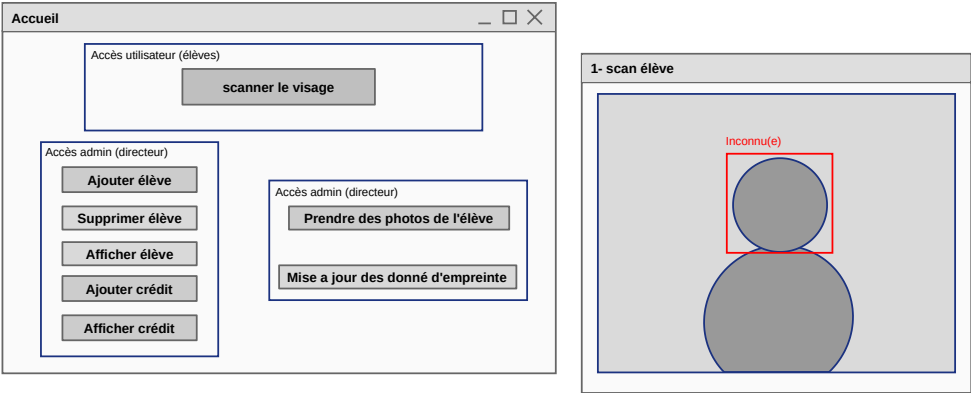 Accueil
Accès utilisateur (élèves)
scanner le visage
Accès admin (directeur)
Ajouter élève
Supprimer élève
Afficher élève
Ajouter crédit
Afficher crédit
Accès admin (directeur)
Prendre des photos de l'élève
Mise a jour des donné d'empreinte
1- scan élève
Inconnu(e)